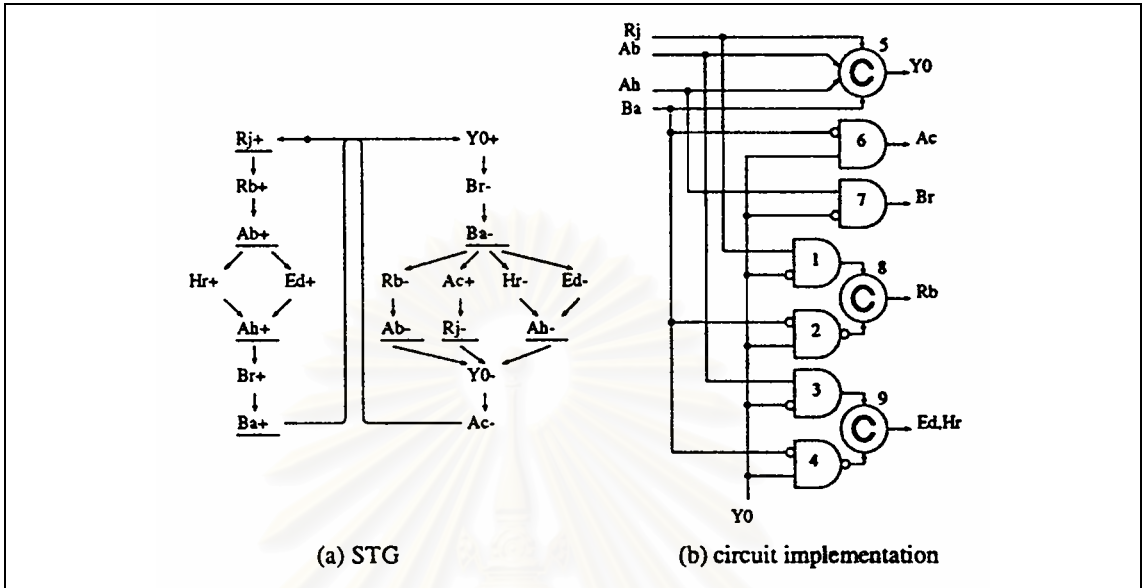 Rj+
Y0+
Rb+
Br-
Ab+
Ba-
Hr+ Ed+
Rb- Ac+ Hr- Ed-
Ah+
Ab- Rj- Ah-
Br+
Y0-
Ba+
Ac-
(a) STG
Rj
Ab
Ah
Ba
5
C
Y0
6
Ac
7
Br
1
8
C
Rb
2
3
9
C
Ed,Hr
4
Y0
(b) circuit implementation